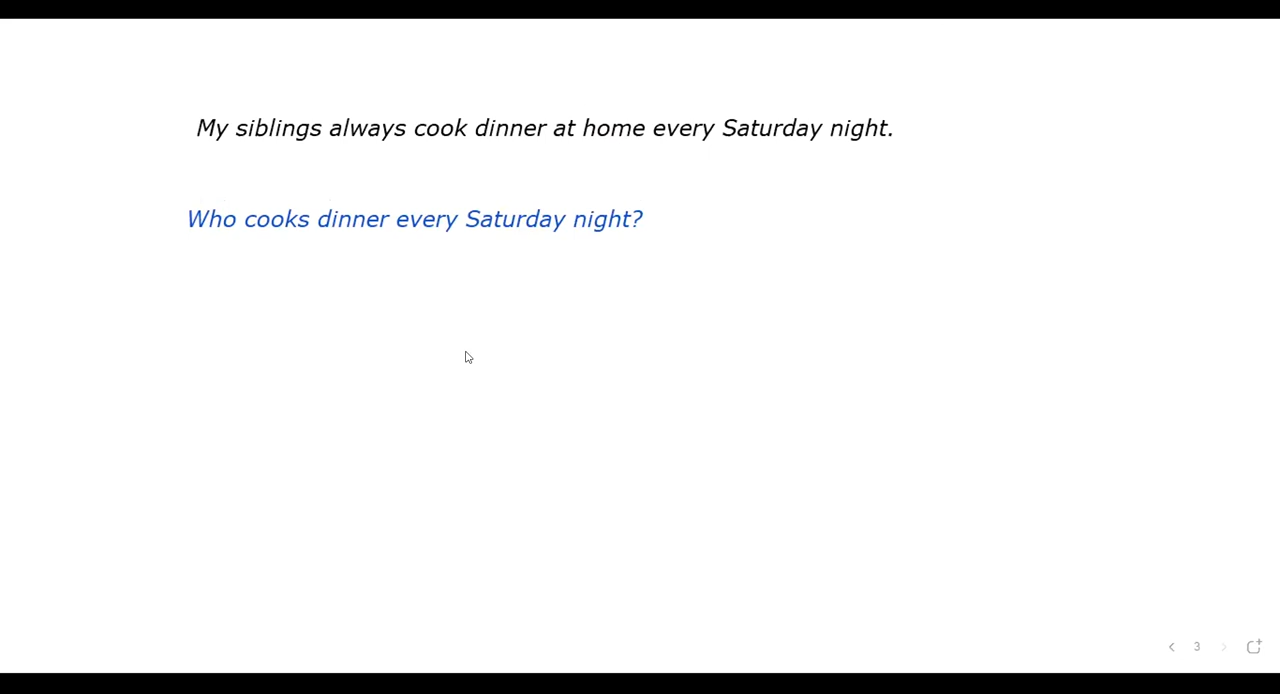 My siblings always cook dinner at home every Saturday night.
Who cooks dinner every Saturday night?
3